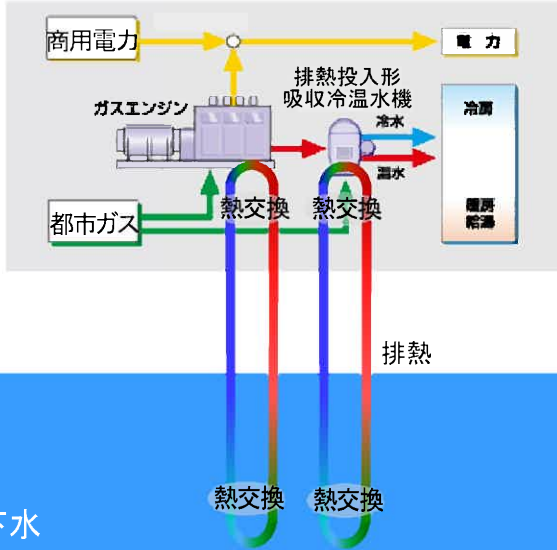 商用電力
電 力
排熱投入形
吸収冷温水機
ガスエンジン
冷水
冷房
温水
都市ガス
熱交換
熱交換
暖房
給湯
排熱
熱交換
熱交換
下水